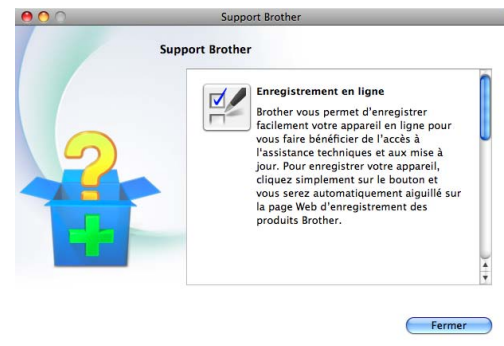 Support Brother
Support Brother
Enregistrement en ligne
Brother vous permet d'enregistrer
facilement votre appareil en ligne pour
vous faire bénéficier de l'accès à
l'assistance techniques et aux mise à
jour. Pour enregistrer votre appareil,
cliquez simplement sur le bouton et
vous serez automatiquement aiguillé sur
la page Web d'enregistrement des
produits Brother.
Fermer